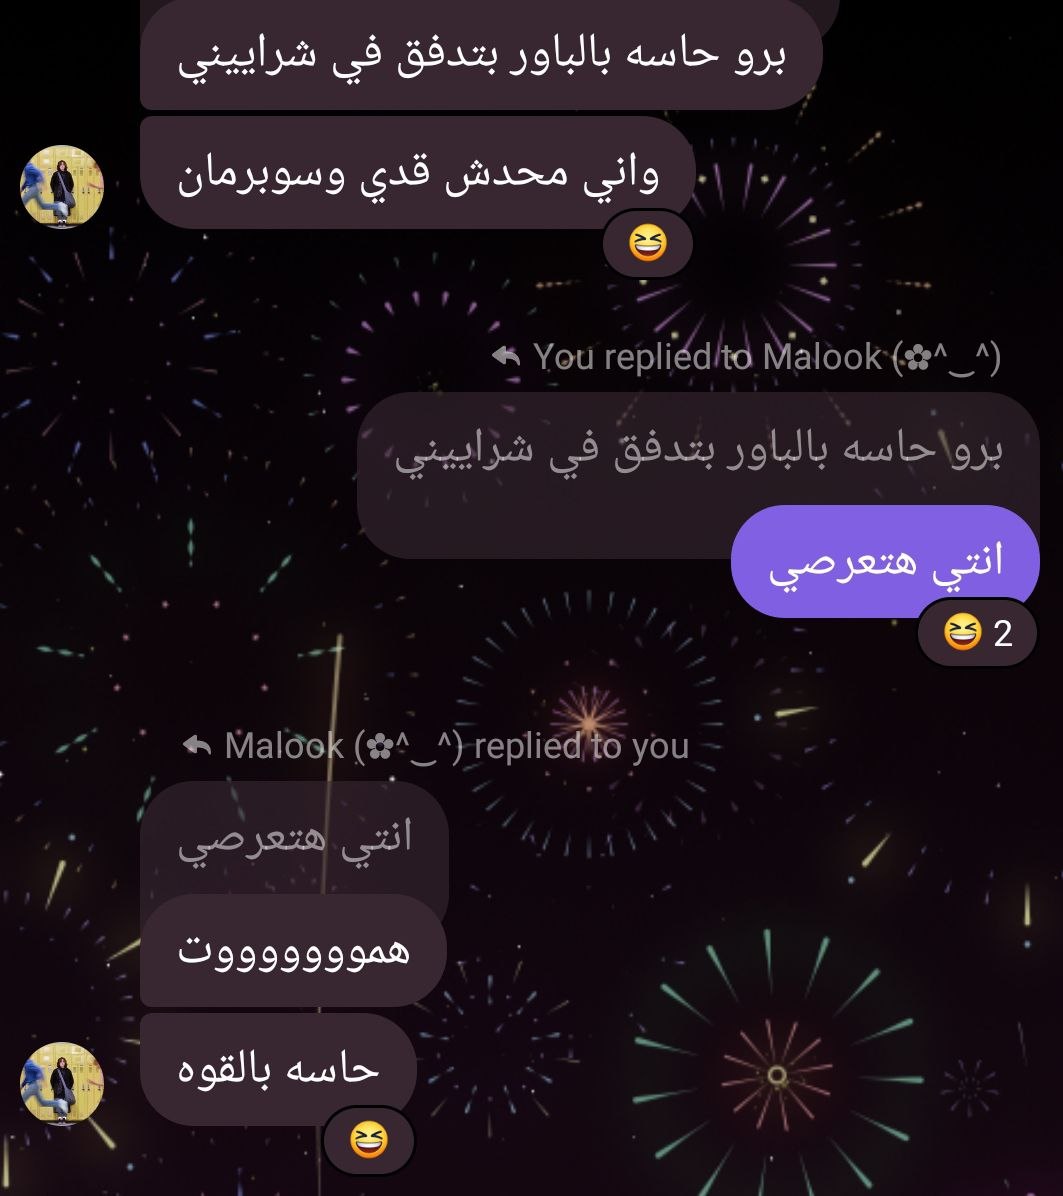 برو حاسه بالباور بتدفق في شراييني
واني محدش قدي وسوبرمان
😆
You replied to Malook (✿^‿^)
برو حاسه بالباور بتدفق في شراييني
انتي هتعرصي
😆 2
Malook (✿^‿^) replied to you
انتي هتعرصي
همووووووووت
حاسه بالقوه
😆